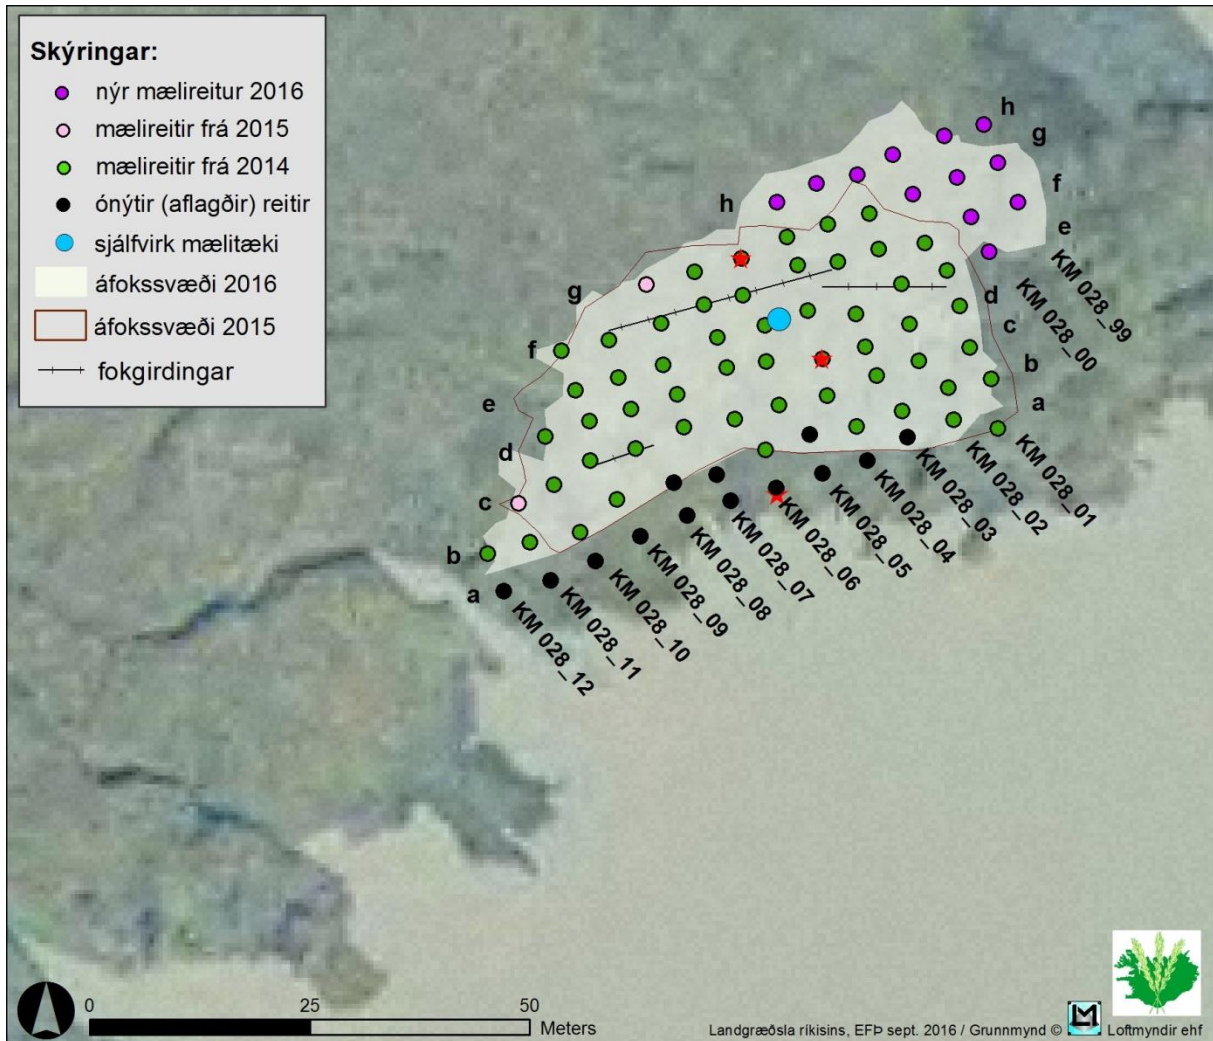 Skýringar:
nýr mælireitur 2016
mælireitir frá 2015
mælireitir frá 2014
ónýtir (aflagðir) reitir
sjálfvirk mælitæki
áfokssvæði 2016
áfokssvæði 2015
fokgirdingar
h
g
f
e
h
g
f
e
d
c
b
a
d
c
b
a
KM 028_99
KM 028_00
KM 028_01
KM 028_02
KM 028_03
KM 028_04
KM 028_05
KM 028_06
KM 028_07
KM 028_08
KM 028_09
KM 028_10
KM 028_11
KM 028_12
0 25 50
Meters
Landgræðsla ríkisins, EFÞ sept. 2016 / Grunnmynd © LM Loftmyndir ehf